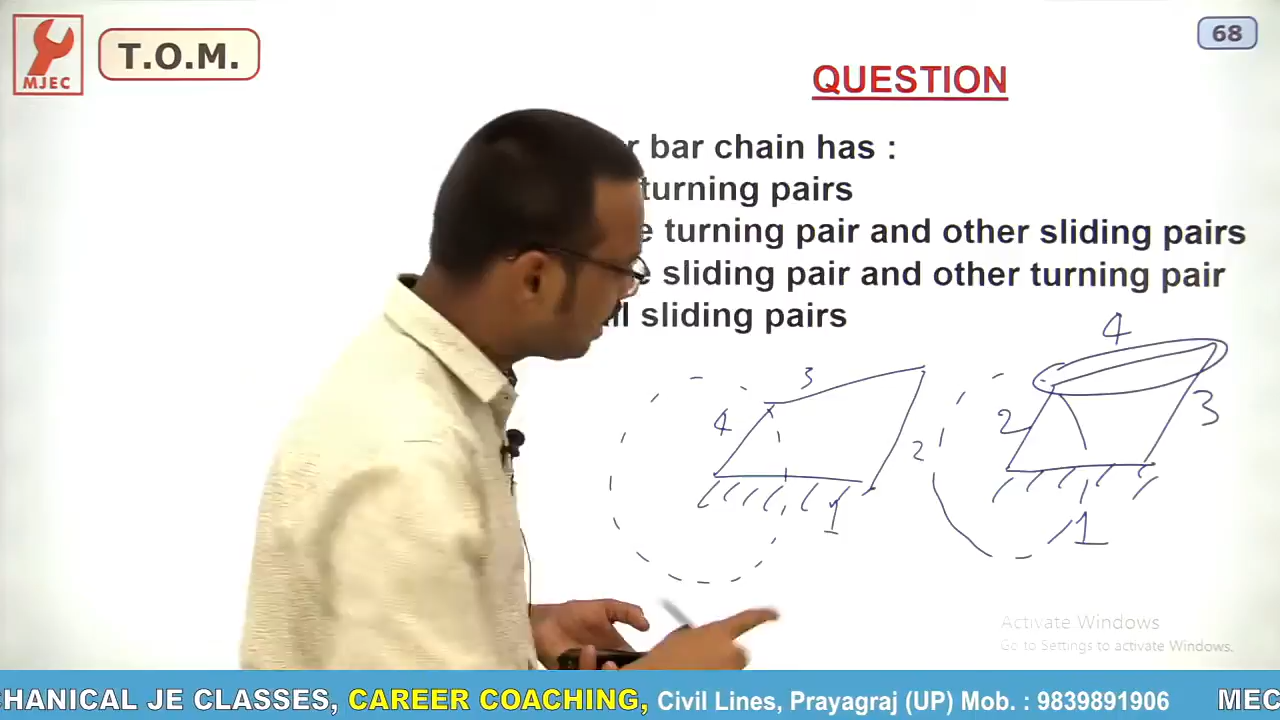 MJEC
T.O.M.
68
QUESTION
bar chain has :
turning pairs
turning pair and other sliding pairs
sliding pair and other turning pair
sliding pairs
4
3
4
2
1
2
3
1
Activate Windows
Go to Settings to activate Windows.
CHANICAL JE CLASSES, CAREER COACHING, Civil Lines, Prayagraj (UP) Mob. : 9839891906 MEC